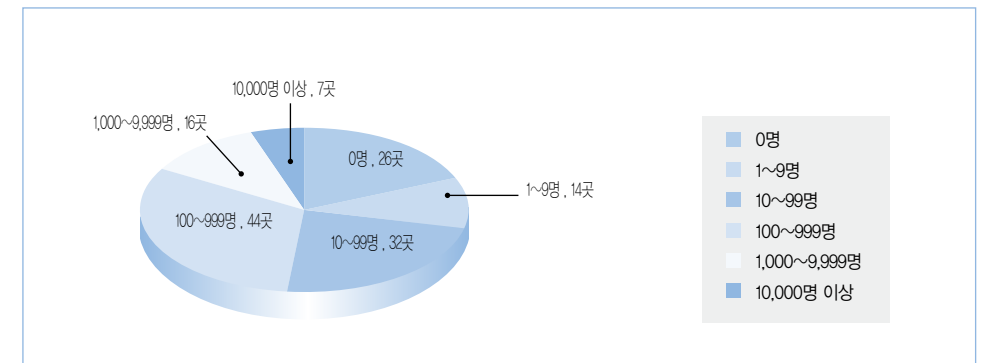 10,000명 이상 , 7곳
1,000~9,999명 , 16곳
0명 , 26곳
1~9명 , 14곳
100~999명 , 44곳
10~99명 , 32곳
0명
1~9명
10~99명
100~999명
1,000~9,999명
10,000명 이상